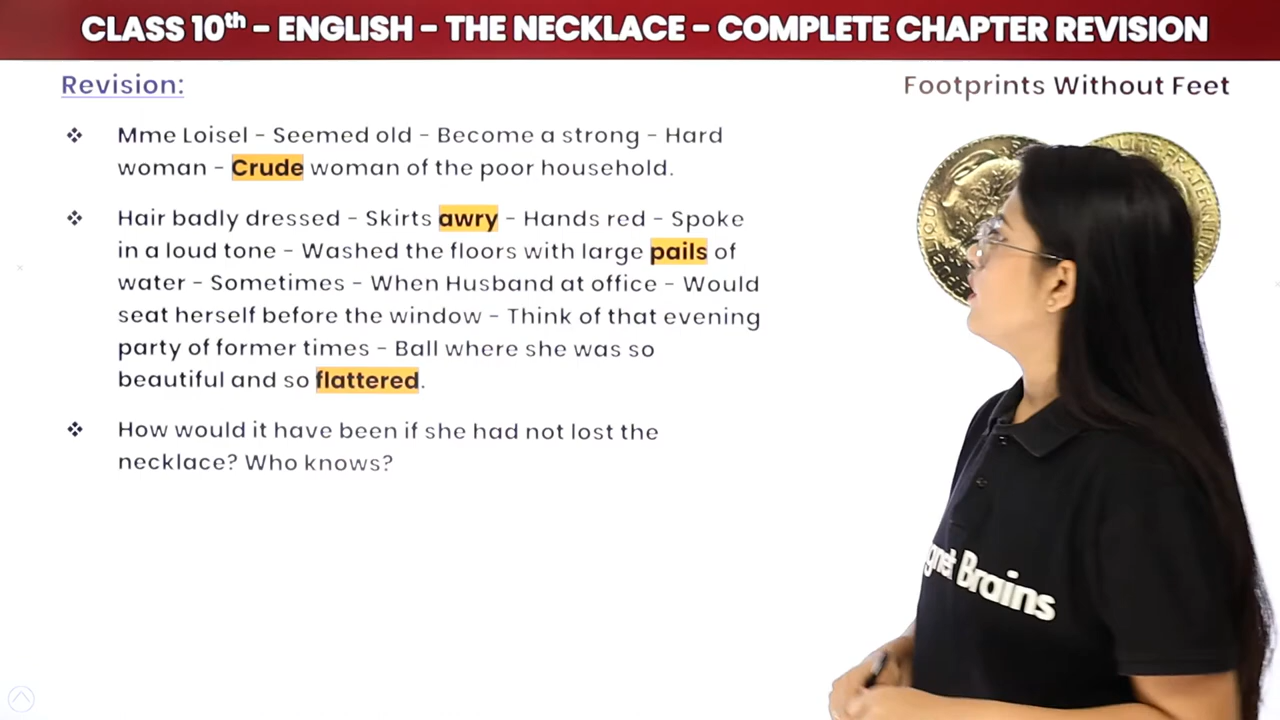 CLASS 10th - ENGLISH - THE NECKLACE - COMPLETE CHAPTER REVISION
Revision:
Footprints Without Feet
❖ Mme Loisel - Seemed old - Become a strong - Hard
woman - Crude woman of the poor household.
❖ Hair badly dressed - Skirts awry - Hands red - Spoke
in a loud tone - Washed the floors with large pails of
water - Sometimes - When Husband at office - Would
seat herself before the window - Think of that evening
party of former times - Ball where she was so
beautiful and so flattered.
❖ How would it have been if she had not lost the
necklace? Who knows?
gnet Brains